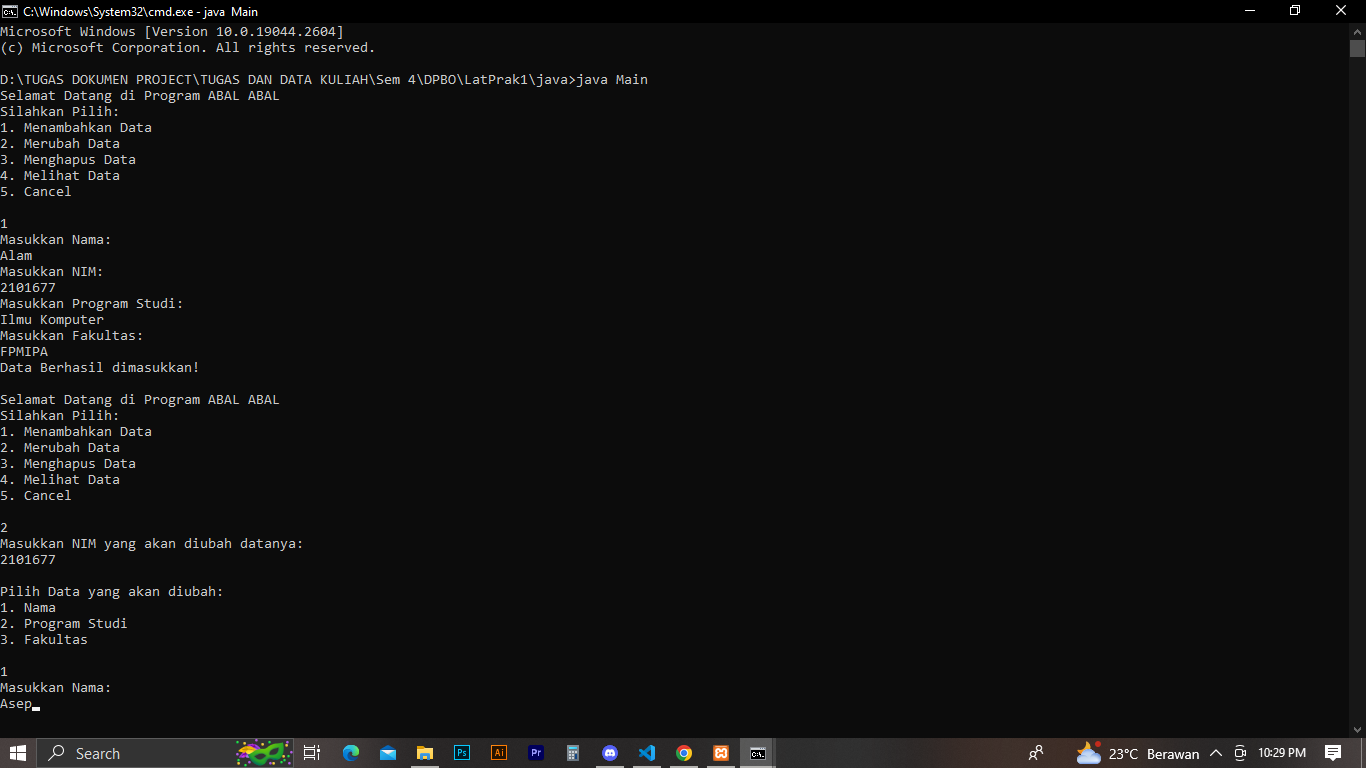 C:\Windows\System32\cmd.exe - java Main
Microsoft Windows [Version 10.0.19044.2604]
(c) Microsoft Corporation. All rights reserved.
D:\TUGAS DOKUMEN PROJECT\TUGAS DAN DATA KULIAH\Sem 4\DPBO\LatPrak1\java>java Main
Selamat Datang di Program ABAL ABAL
Silahkan Pilih:
1. Menambahkan Data
2. Merubah Data
3. Menghapus Data
4. Melihat Data
5. Cancel
1
Masukkan Nama:
Alam
Masukkan NIM:
2101677
Masukkan Program Studi:
Ilmu Komputer
Masukkan Fakultas:
FPMIPA
Data Berhasil dimasukkan!
Selamat Datang di Program ABAL ABAL
Silahkan Pilih:
1. Menambahkan Data
2. Merubah Data
3. Menghapus Data
4. Melihat Data
5. Cancel
2
Masukkan NIM yang akan diubah datanya:
2101677
Pilih Data yang akan diubah:
1. Nama
2. Program Studi
3. Fakultas
1
Masukkan Nama:
Asep
Search
Ps
Ai
Pr
C:\.
23°C Berawan
10:29 PM